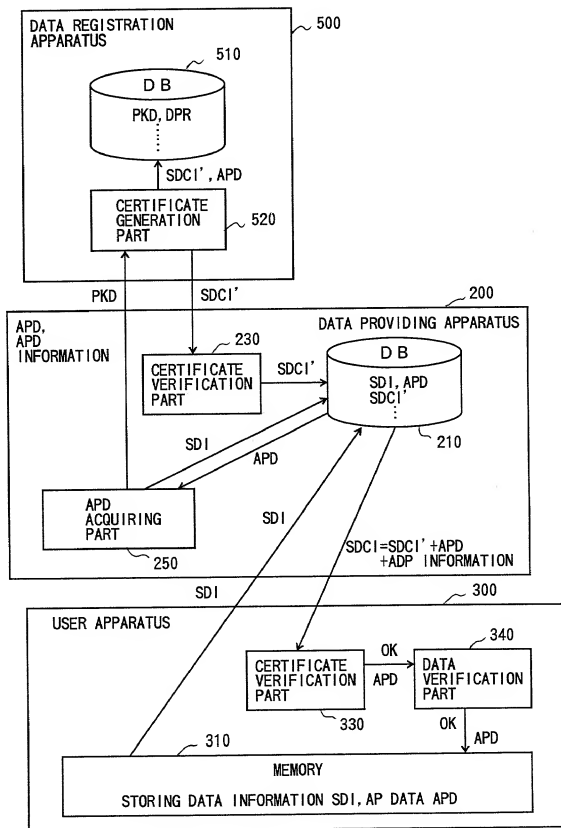 DATA REGISTRATION
APPARATUS
500
510
DB
PKD, DPR
SDCI', APD
CERTIFICATE
GENERATION
PART
520
PKD
SDCI'
200
APD,
APD
INFORMATION
DATA PROVIDING APPARATUS
230
CERTIFICATE
VERIFICATION
PART
SDCI'
DB
SDI, APD
SDCI'
210
SDI
APD
APD
ACQUIRING
PART
250
SDI
SDCI=SDCI'+APD
+ADP INFORMATION
SDI
300
USER APPARATUS
340
CERTIFICATE
VERIFICATION
PART
330
OK
APD
DATA
VERIFICATION
PART
OK
APD
310
MEMORY
STORING DATA INFORMATION SDI, AP DATA APD